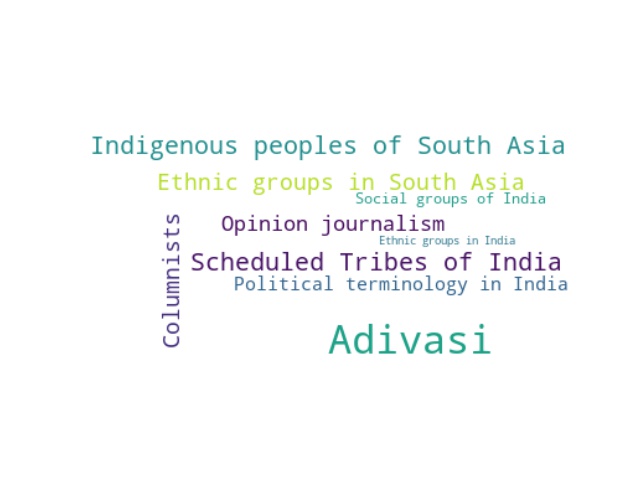 Indigenous peoples of South Asia
Ethnic groups in South Asia
Social groups of India
Opinion journalism
Ethnic groups in India
Columnists
Scheduled Tribes of India
Political terminology in India
Adivasi